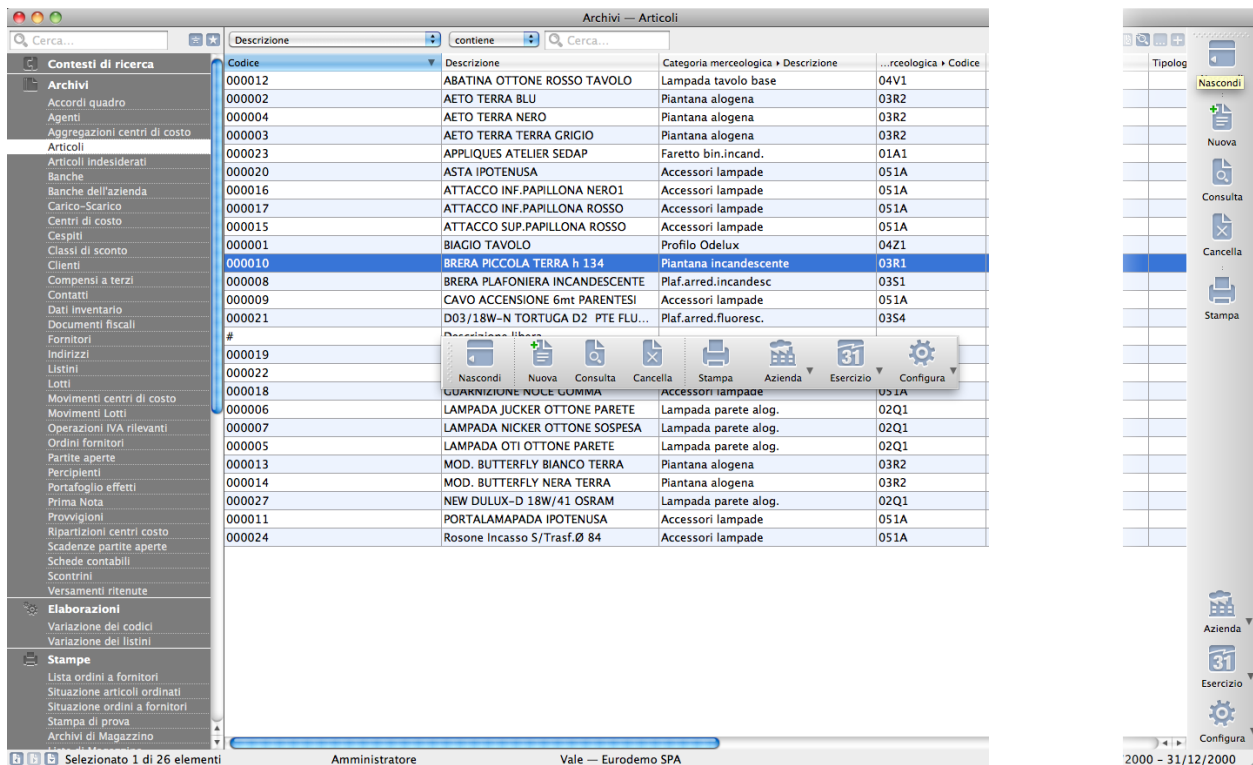 Archivi — Articoli
Cerca...
Descrizione
contiene
Cerca...
Contesti di ricerca
Archivi
Accordi quadro
Agenti
Aggregazioni centri di costo
Articoli
Articoli indesiderati
Banche
Banche dell'azienda
Carico-Scarico
Centri di costo
Cespiti
Classi di sconto
Clienti
Compensi a terzi
Contatti
Dati inventario
Documenti fiscali
Fornitori
Indirizzi
Listini
Lotti
Movimenti centri di costo
Movimenti Lotti
Operazioni IVA rilevanti
Ordini fornitori
Partite aperte
Percipienti
Portafoglio effetti
Prima Nota
Provvigioni
Ripartizioni centri costo
Scadenze partite aperte
Schede contabili
Scontrini
Versamenti ritenute
Elaborazioni
Variazione dei codici
Variazione dei listini
Stampe
Lista ordini a fornitori
Situazione articoli ordinati
Situazione ordini a fornitori
Stampa di prova
Archivi di Magazzino
Codice Descrizione Categoria merceologica ▸ Descrizione ...rceologica ▸ Codice
000012 ABATINA OTTONE ROSSO TAVOLO Lampada tavolo base 04V1
000002 AETO TERRA BLU Piantana alogena 03R2
000004 AETO TERRA NERO Piantana alogena 03R2
000003 AETO TERRA TERRA GRIGIO Piantana alogena 03R2
000023 APPLIQUES ATELIER SEDAP Faretto bin.incand. 01A1
000020 ASTA IPOTENUSA Accessori lampade 051A
000016 ATTACCO INF.PAPILLONA NERO1 Accessori lampade 051A
000017 ATTACCO INF.PAPILLONA ROSSO Accessori lampade 051A
000015 ATTACCO SUP.PAPILLONA ROSSO Accessori lampade 051A
000001 BIAGIO TAVOLO Profilo Odelux 04Z1
000010 BRERA PICCOLA TERRA h 134 Piantana incandescente 03R1
000008 BRERA PLAFONIERA INCANDESCENTE Plaf.arred.incandesc 03S1
000009 CAVO ACCENSIONE 6mt PARENTESI Accessori lampade 051A
000021 D03/18W-N TORTUGA D2 PTE FLU... Plaf.arred.fluoresc. 03S4
# Descrizione libera
000019
000022
Nascondi Nuova Consulta Cancella Stampa Azienda Esercizio Configura
31
000018 GUARNIZIONE NOCE GOMMA Accessori lampade 051A
000006 LAMPADA JUCKER OTTONE PARETE Lampada parete alog. 02Q1
000007 LAMPADA NICKER OTTONE SOSPESA Lampada parete alog. 02Q1
000005 LAMPADA OTI OTTONE PARETE Lampada parete alog. 02Q1
000013 MOD. BUTTERFLY BIANCO TERRA Piantana alogena 03R2
000014 MOD. BUTTERFLY NERA TERRA Piantana alogena 03R2
000027 NEW DULUX-D 18W/41 OSRAM Lampada parete alog. 02Q1
000011 PORTALAMAPADA IPOTENUSA Accessori lampade 051A
000024 Rosone Incasso S/Trasf.Ø 84 Accessori lampade 051A
Selezionato 1 di 26 elementi Amministratore Vale — Eurodemo SPA
Tipolog
Nascondi
Nuova
Consulta
Cancella
Stampa
Azienda
31
Esercizio
Configura
/2000 - 31/12/2000